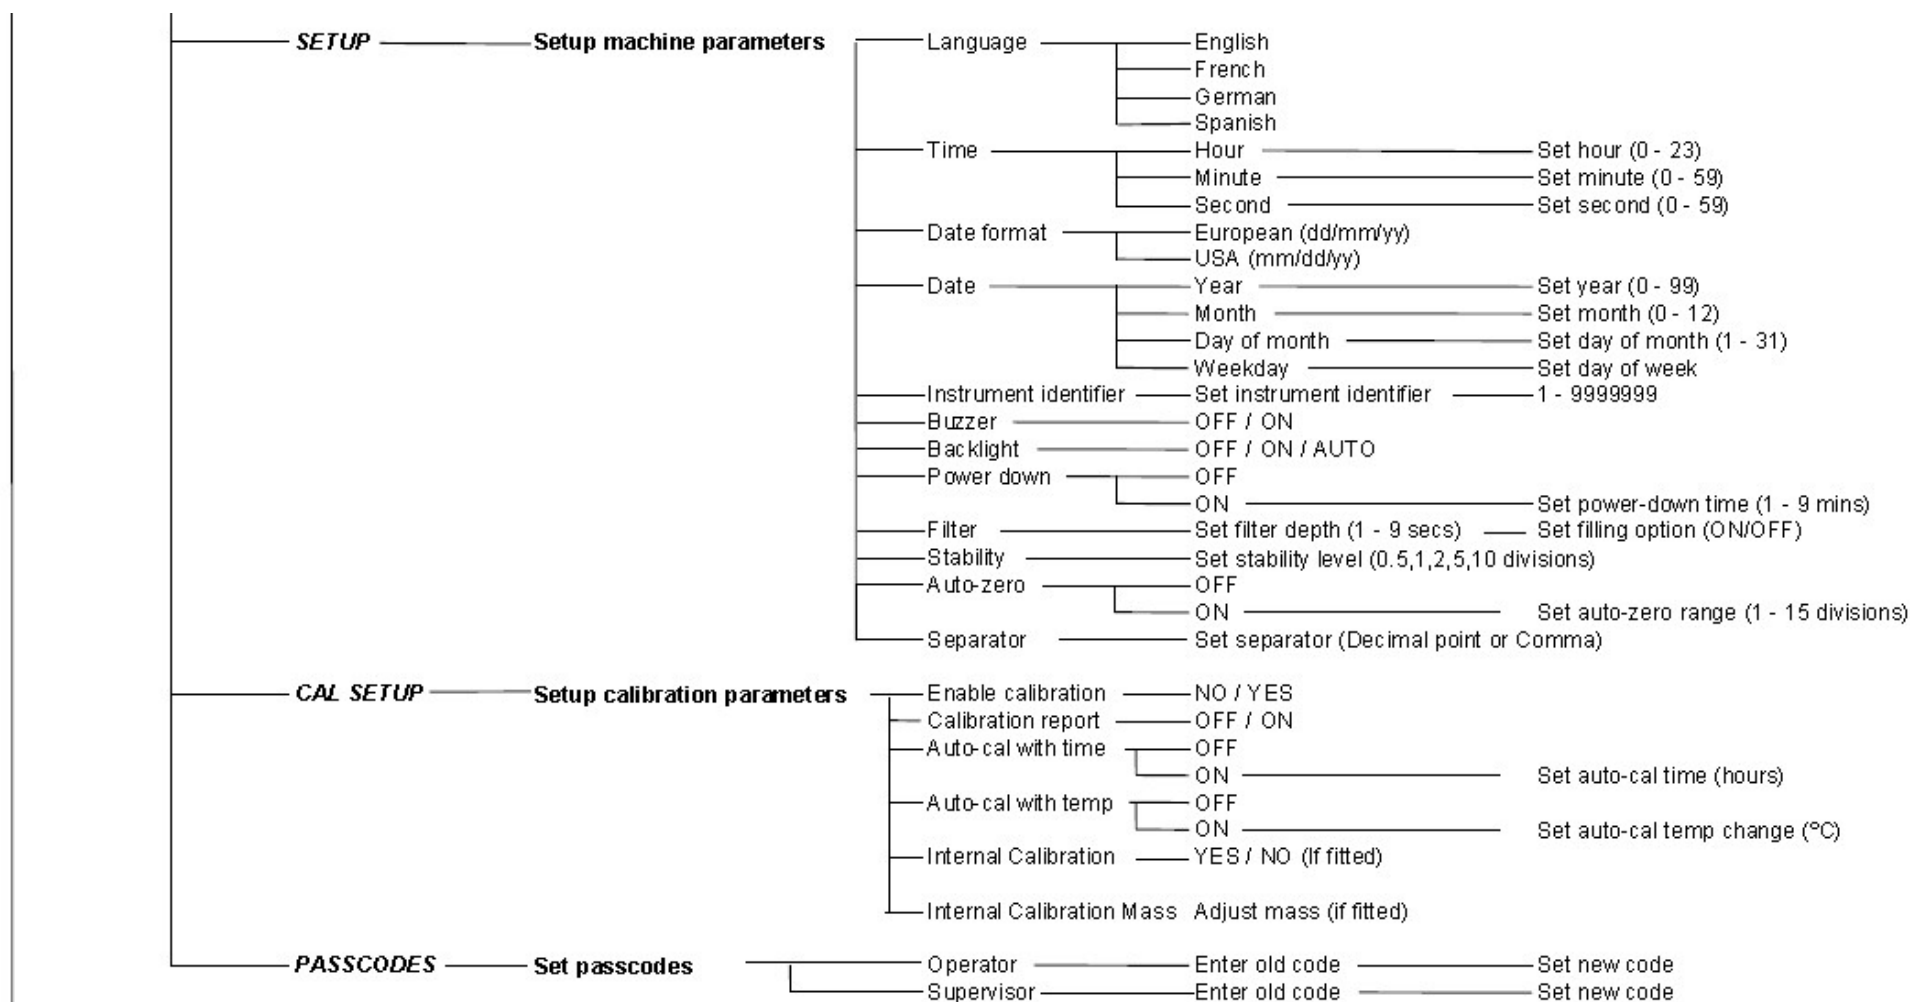 SETUP Setup machine parameters Language English
French
German
Spanish
Time Hour Set hour (0 - 23)
Minute Set minute (0 - 59)
Second Set second (0 - 59)
Date format European (dd/mm/yy)
USA (mm/dd/yy)
Date Year Set year (0 - 99)
Month Set month (0 - 12)
Day of month Set day of month (1 - 31)
Weekday Set day of week
Instrument identifier Set instrument identifier 1 - 9999999
Buzzer OFF / ON
Backlight OFF / ON / AUTO
Power down OFF
ON Set power-down time (1 - 9 mins)
Filter Set filter depth (1 - 9 secs) Set filling option (ON/OFF)
Stability Set stability level (0.5,1,2,5,10 divisions)
Auto-zero OFF
ON Set auto-zero range (1 - 15 divisions)
Separator Set separator (Decimal point or Comma)
CAL SETUP Setup calibration parameters Enable calibration NO / YES
Calibration report OFF / ON
Auto-cal with time OFF
ON Set auto-cal time (hours)
Auto-cal with temp OFF
ON Set auto-cal temp change (°C)
Internal Calibration YES / NO (If fitted)
Internal Calibration Mass Adjust mass (if fitted)
PASSCODES Set passcodes Operator Enter old code Set new code
Supervisor Enter old code Set new code